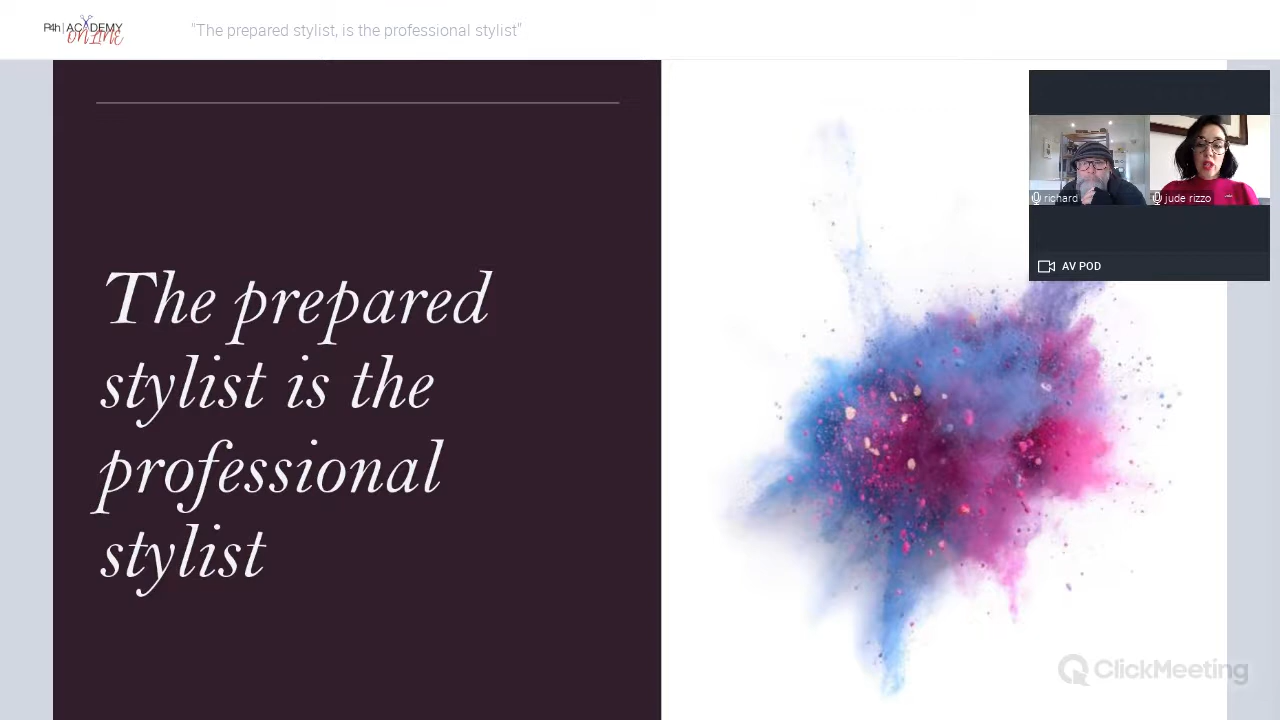 P4h | ACADEMY
ONLINE
"The prepared stylist, is the professional stylist"
The prepared
stylist is the
professional
stylist
richard
jude rizzo
AV POD
ClickMeeting